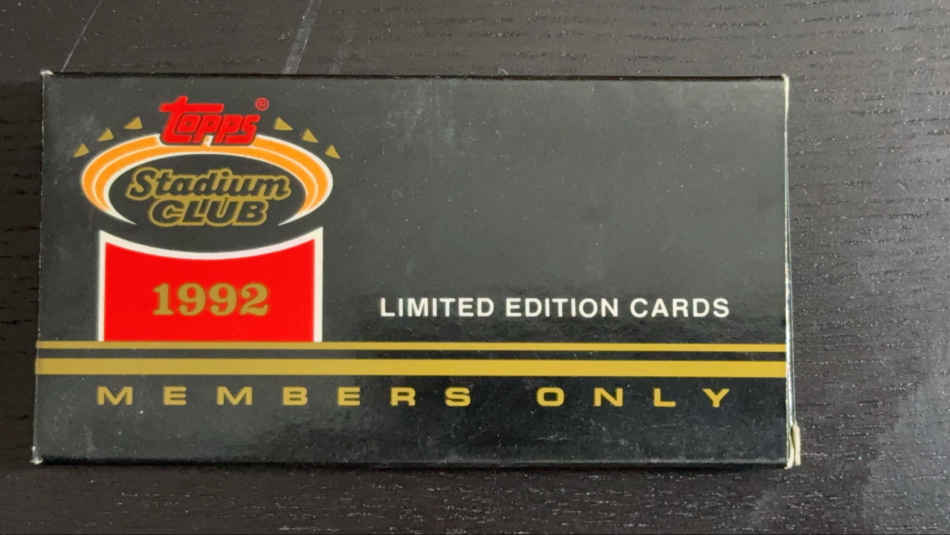 Topps®
Stadium
CLUB
1992
LIMITED EDITION CARDS
MEMBERS ONLY